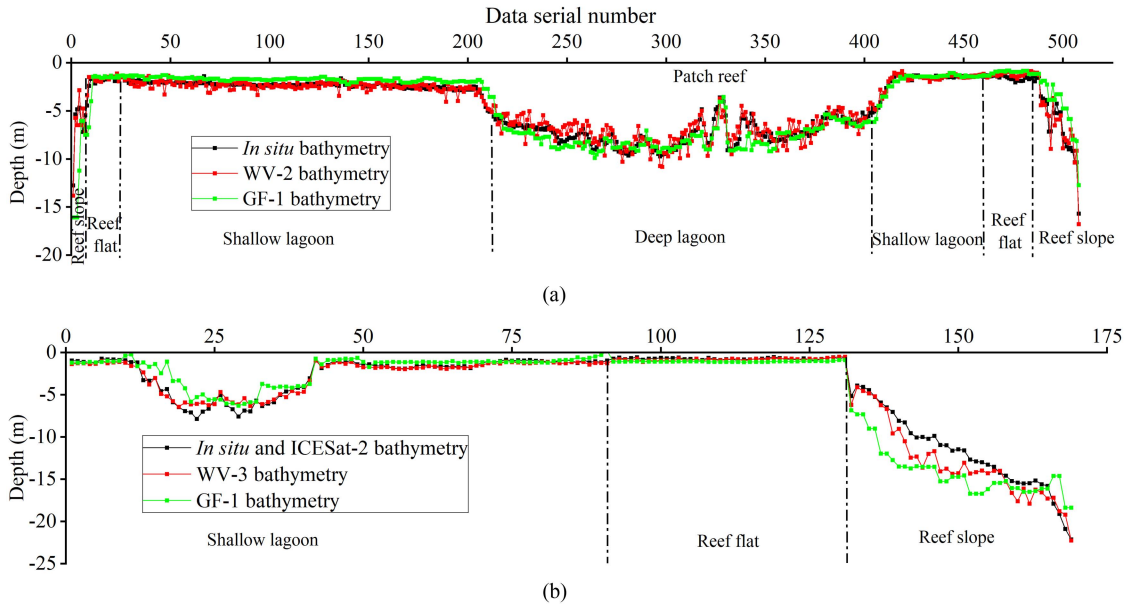 Data serial number
0 50 100 150 200 250 300 350 400 450 500
0
-5
-10
-15
-20
Depth (m)
Patch reef
In situ bathymetry
WV-2 bathymetry
GF-1 bathymetry
Reef slope
Reef
flat
Shallow lagoon
Deep lagoon
Shallow lagoon
Reef
flat
Reef slope
(a)
0 25 50 75 100 125 150 175
0
-5
-10
-15
-20
-25
Depth (m)
In situ and ICESat-2 bathymetry
WV-3 bathymetry
GF-1 bathymetry
Shallow lagoon
Reef flat
Reef slope
(b)